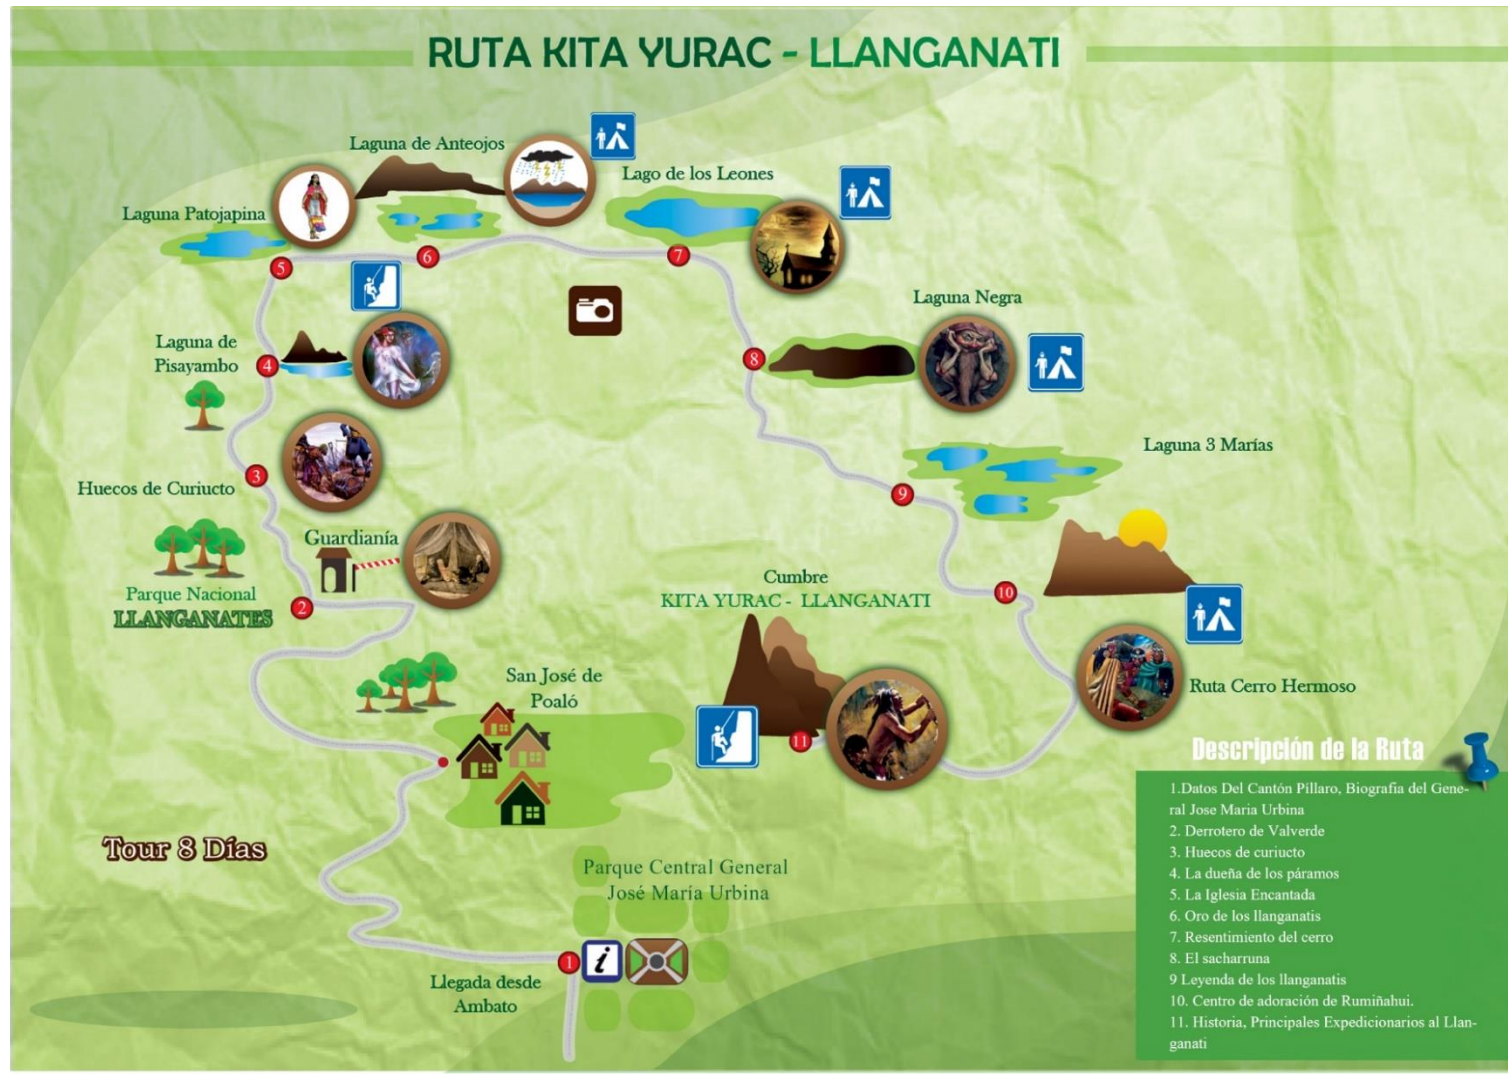 RUTA KITA YURAC - LLANGANATI
Laguna de Anteojos
Lago de los Leones
Laguna Patojapina
5
6
7
Laguna Negra
Laguna de
Pisayambo
4
8
Laguna 3 Marías
3
Huecos de Curiucto
9
Guardianía
Parque Nacional
LLANGANATES
2
Cumbre
KITA YURAC - LLANGANATI
10
San José de
Poaló
Ruta Cerro Hermoso
11
Tour 8 Días
Parque Central General
José María Urbina
1
i
Llegada desde
Ambato
Descripción de la Ruta
1.Datos Del Cantón Píllaro, Biografia del Gene-
ral Jose Maria Urbina
2. Derrotero de Valverde
3. Huecos de curiucto
4. La dueña de los páramos
5. La Iglesia Encantada
6. Oro de los llanganatis
7. Resentimiento del cerro
8. El sacharruna
9 Leyenda de los llanganatis
10. Centro de adoración de Rumiñahui.
11. Historia, Principales Expedicionarios al Llan-
ganati